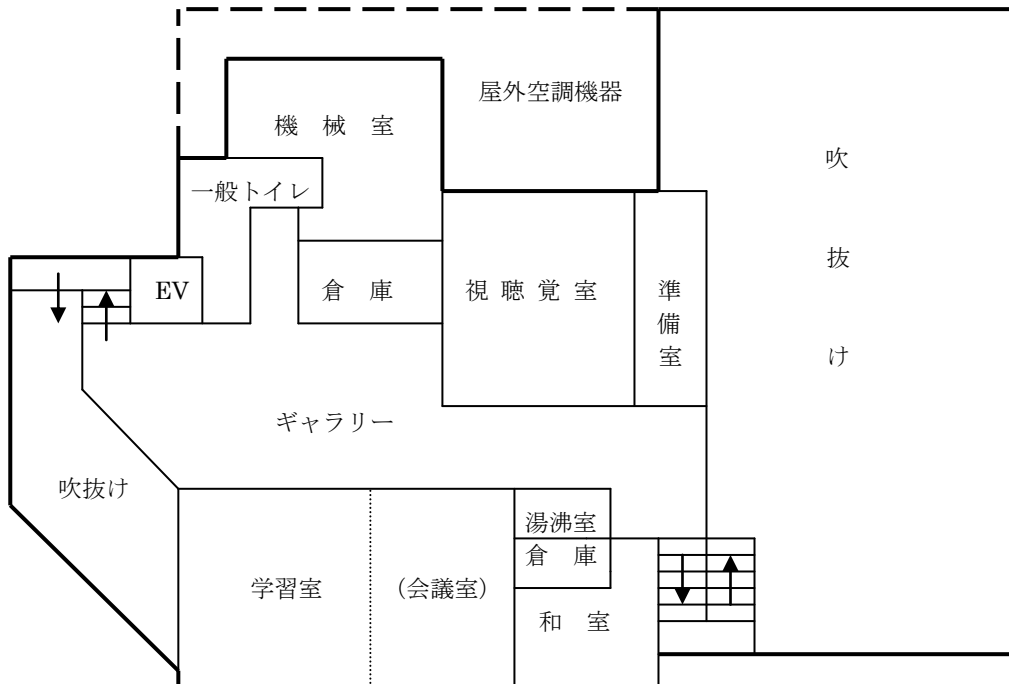 屋外空調機器
機 械 室
吹抜け
一般トイレ
EV
倉 庫
視 聴 覚 室
準備室
ギャラリー
吹抜け
湯沸室
倉 庫
学習室
(会議室)
和 室